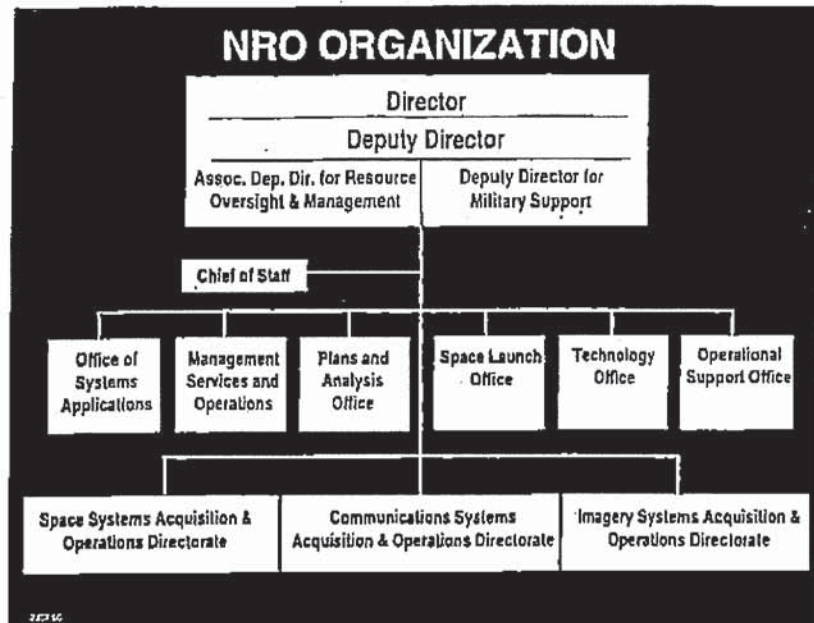 NRO ORGANIZATION
Director
Deputy Director
Assoc. Dep. Dir. for Resource
Oversight & Management
Deputy Director for
Military Support
Chief of Staff
Office of
Systems
Applications
Management
Services and
Operations
Plans and
Analysis
Office
Space Launch
Office
Technology
Office
Operational
Support Office
Space Systems Acquisition &
Operations Directorate
Communications Systems
Acquisition & Operations Directorate
Imagery Systems Acquisition &
Operations Directorate